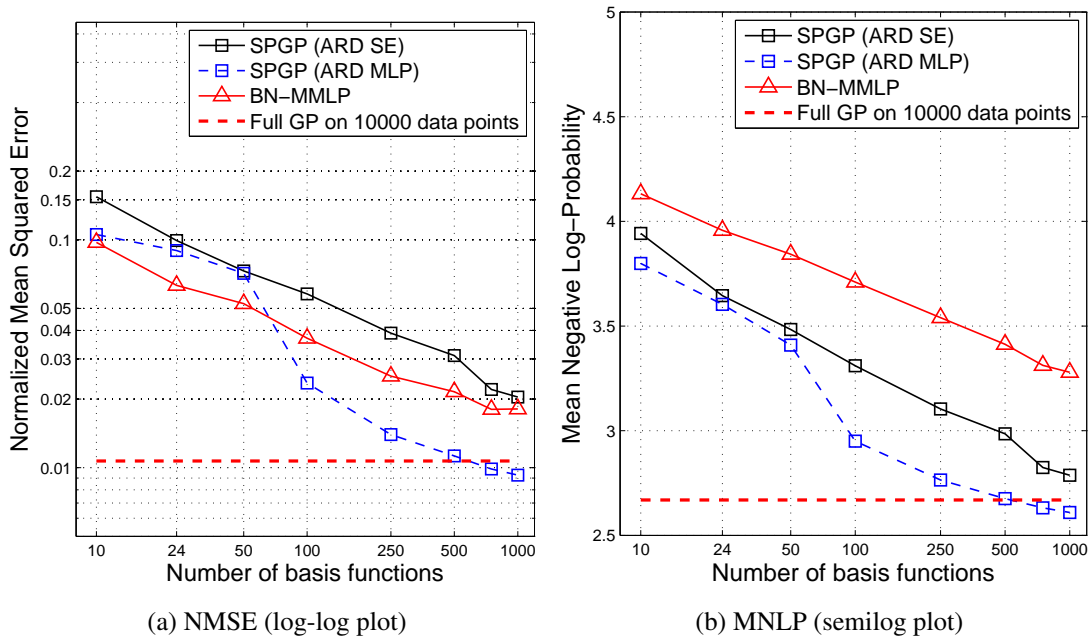 SPGP (ARD SE)
SPGP (ARD MLP)
BN−MMLP
Full GP on 10000 data points
0.2
0.15
0.1
0.05
0.04
0.03
0.02
0.01
Normalized Mean Squared Error
10 24 50 100 250 500 1000
Number of basis functions
(a) NMSE (log-log plot)
SPGP (ARD SE)
SPGP (ARD MLP)
BN−MMLP
Full GP on 10000 data points
5
4.5
4
3.5
3
2.5
Mean Negative Log−Probability
10 24 50 100 250 500 1000
Number of basis functions
(b) MNLP (semilog plot)